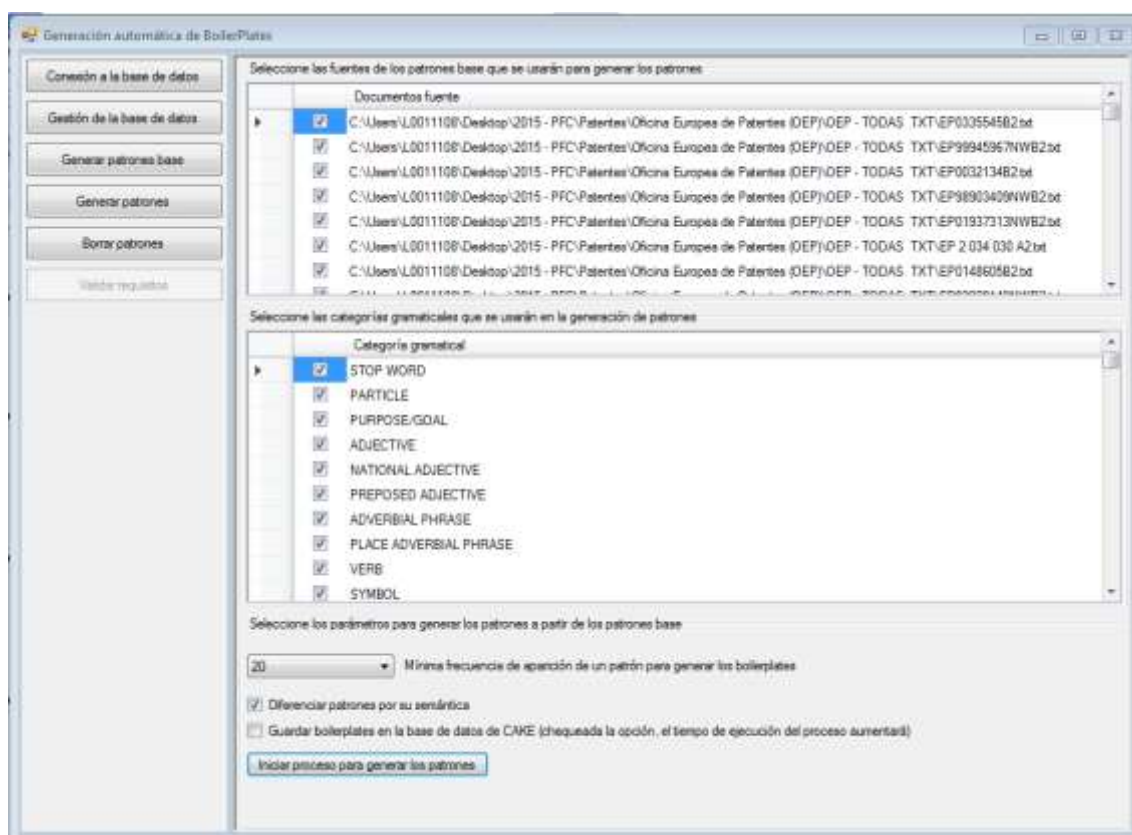 Generación automática de BoilerPlates
Conexión a la base de datos
Gestión de la base de datos
Generar patrones base
Generar patrones
Borrar patrones
Validar requisitos
Seleccione las fuentes de los patrones base que se usarán para generar los patrones
Documentos fuente
C:\Users\L0011108\Desktop\2015 - PFC\Patentes\Oficina Europea de Patentes (OEP)\OEP - TODAS TXT\EP0335545B2.txt
C:\Users\L0011108\Desktop\2015 - PFC\Patentes\Oficina Europea de Patentes (OEP)\OEP - TODAS TXT\EP99945967NWB2.txt
C:\Users\L0011108\Desktop\2015 - PFC\Patentes\Oficina Europea de Patentes (OEP)\OEP - TODAS TXT\EP0032134B2.txt
C:\Users\L0011108\Desktop\2015 - PFC\Patentes\Oficina Europea de Patentes (OEP)\OEP - TODAS TXT\EP98903409NWB2.txt
C:\Users\L0011108\Desktop\2015 - PFC\Patentes\Oficina Europea de Patentes (OEP)\OEP - TODAS TXT\EP01937313NWB2.txt
C:\Users\L0011108\Desktop\2015 - PFC\Patentes\Oficina Europea de Patentes (OEP)\OEP - TODAS TXT\EP 2 034 030 A2.txt
C:\Users\L0011108\Desktop\2015 - PFC\Patentes\Oficina Europea de Patentes (OEP)\OEP - TODAS TXT\EP0148605B2.txt
Seleccione las categorías gramaticales que se usarán en la generación de patrones
Categoría gramatical
STOP WORD
PARTICLE
PURPOSE/GOAL
ADJECTIVE
NATIONAL ADJECTIVE
PREPOSED ADJECTIVE
ADVERBIAL PHRASE
PLACE ADVERBIAL PHRASE
VERB
SYMBOL
Seleccione los parámetros para generar los patrones a partir de los patrones base
20 Mínima frecuencia de aparición de un patrón para generar los boilerplates
Diferenciar patrones por su semántica
Guardar boilerplates en la base de datos de CAKE (chequeada la opción, el tiempo de ejecución del proceso aumentará)
Iniciar proceso para generar los patrones